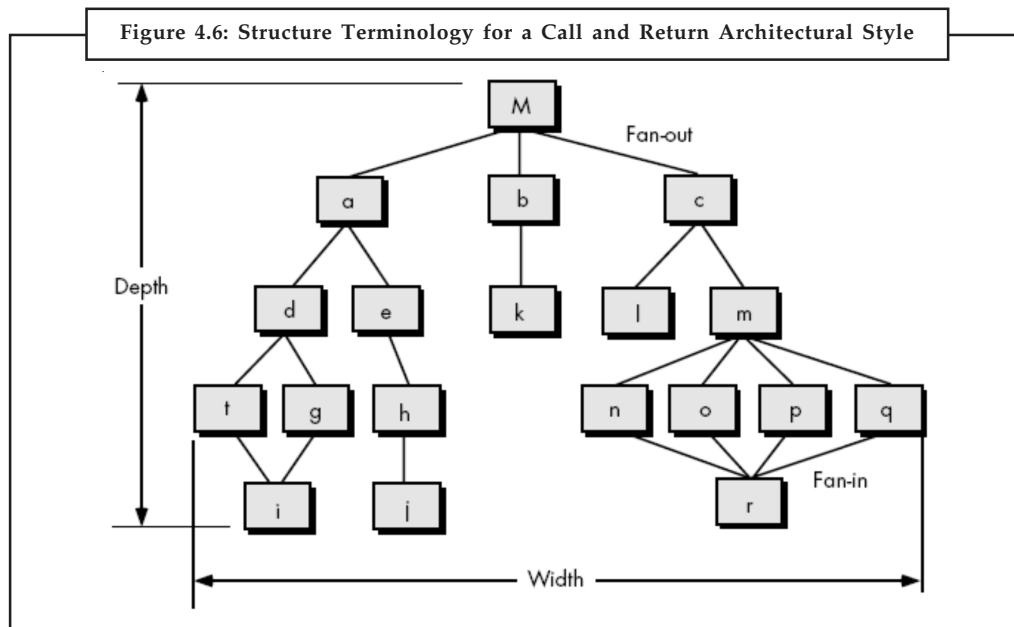 Figure 4.6: Structure Terminology for a Call and Return Architectural Style
M
Fan-out
a
b
c
Depth
d
e
k
l
m
t
g
h
n
o
p
q
Fan-in
i
j
r
Width